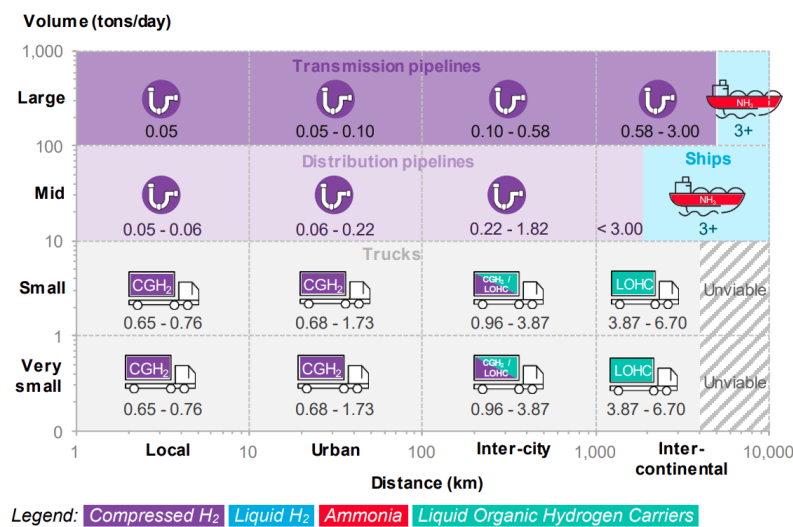 Volume (tons/day)
1,000
Transmission pipelines
Large
NH₃
0.05
0.05 - 0.10
0.10 - 0.58
0.58 - 3.00
3+
100
Distribution pipelines
Ships
Mid
NH₃
0.05 - 0.06
0.06 - 0.22
0.22 - 1.82
< 3.00
3+
10
Trucks
Small
CGH₂
CGH₂
CGH₂ /
LOHC
LOHC
Unviable
0.65 - 0.76
0.68 - 1.73
0.96 - 3.87
3.87 - 6.70
1
Very
small
CGH₂
CGH₂
CGH₂ /
LOHC
LOHC
Unviable
0.65 - 0.76
0.68 - 1.73
0.96 - 3.87
3.87 - 6.70
0
1
Local
10
Urban
100
Inter-city
1,000
Inter-
continental
10,000
Distance (km)
Legend: Compressed H₂ Liquid H₂ Ammonia Liquid Organic Hydrogen Carriers